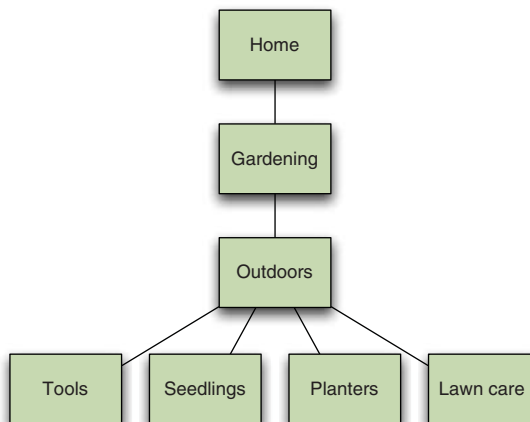 Home
Gardening
Outdoors
Tools
Seedlings
Planters
Lawn care